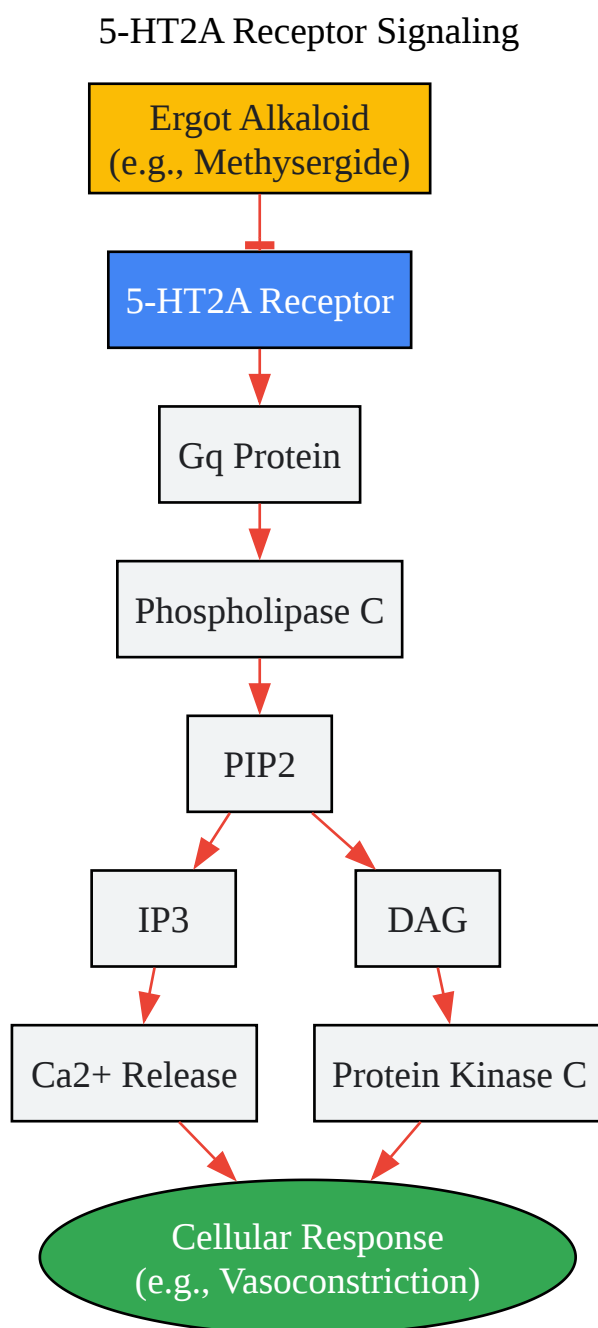 5-HT2A Receptor Signaling
Ergot Alkaloid
(e.g., Methysergide)
5-HT2A Receptor
Gq Protein
Phospholipase C
PIP2
IP3
DAG
Ca2+ Release
Protein Kinase C
Cellular Response
(e.g., Vasoconstriction)